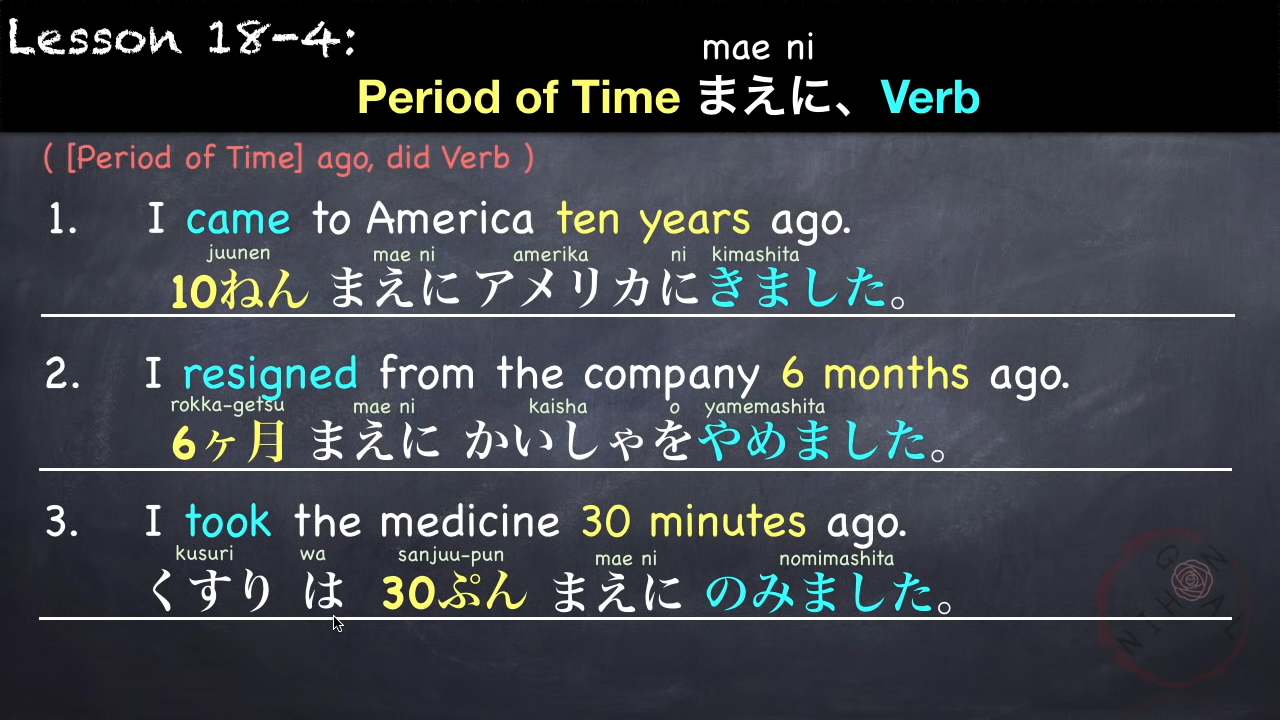 Lesson 18-4:
mae ni
Period of Time まえに、Verb
( [Period of Time] ago, did Verb )
1. I came to America ten years ago.
juunen mae ni amerika ni kimashita
10ねん まえに アメリカに きました。
2. I resigned from the company 6 months ago.
rokka-getsu mae ni kaisha o yamemashita
6ヶ月 まえに かいしゃを やめました。
3. I took the medicine 30 minutes ago.
kusuri wa sanjuu-pun mae ni nomimashita
くすり は 30ぷん まえに のみました。
NIHONGOAL